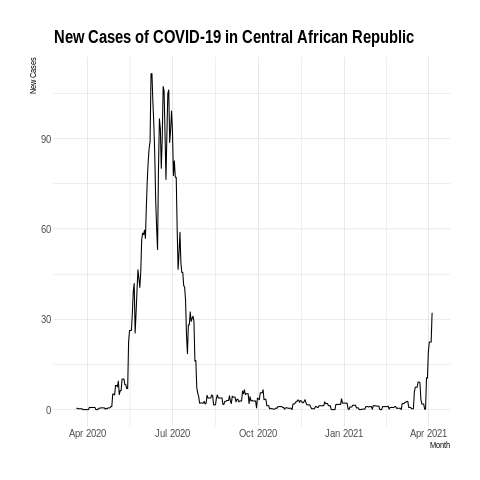 New Cases of COVID-19 in Central African Republic
New Cases
90
60
30
0
Apr 2020 Jul 2020 Oct 2020 Jan 2021 Apr 2021
Month